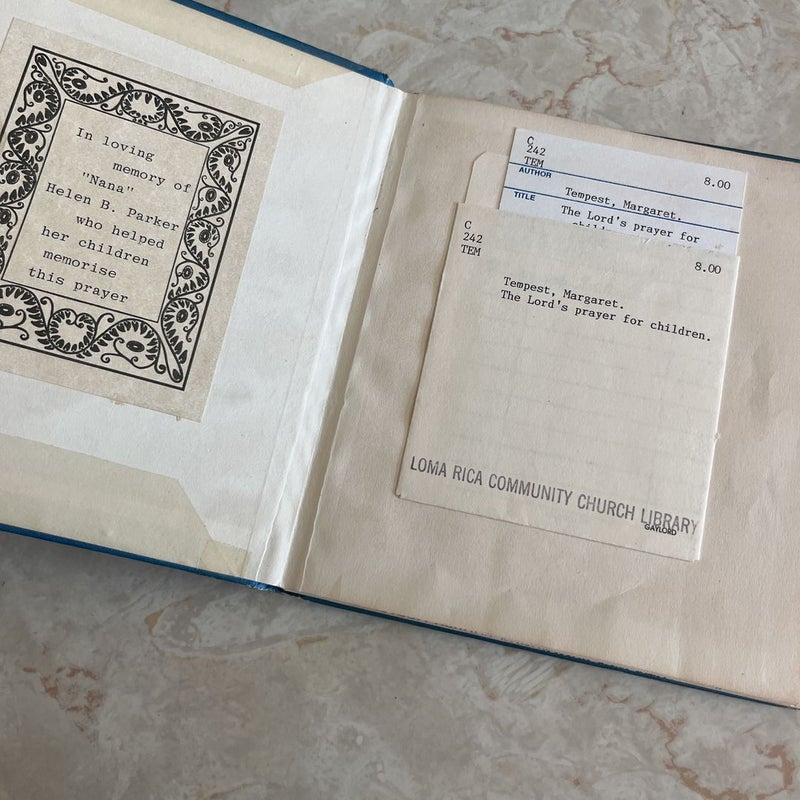 In loving
memory of
"Nana"
Helen B. Parker
who helped
her children
memorise
this prayer
C
242
TEM
8.00
AUTHOR
Tempest, Margaret.
TITLE
The Lord's prayer for
C
242
TEM
8.00
Tempest, Margaret.
The Lord's prayer for children.
LOMA RICA COMMUNITY CHURCH LIBRARY
GAYLORD